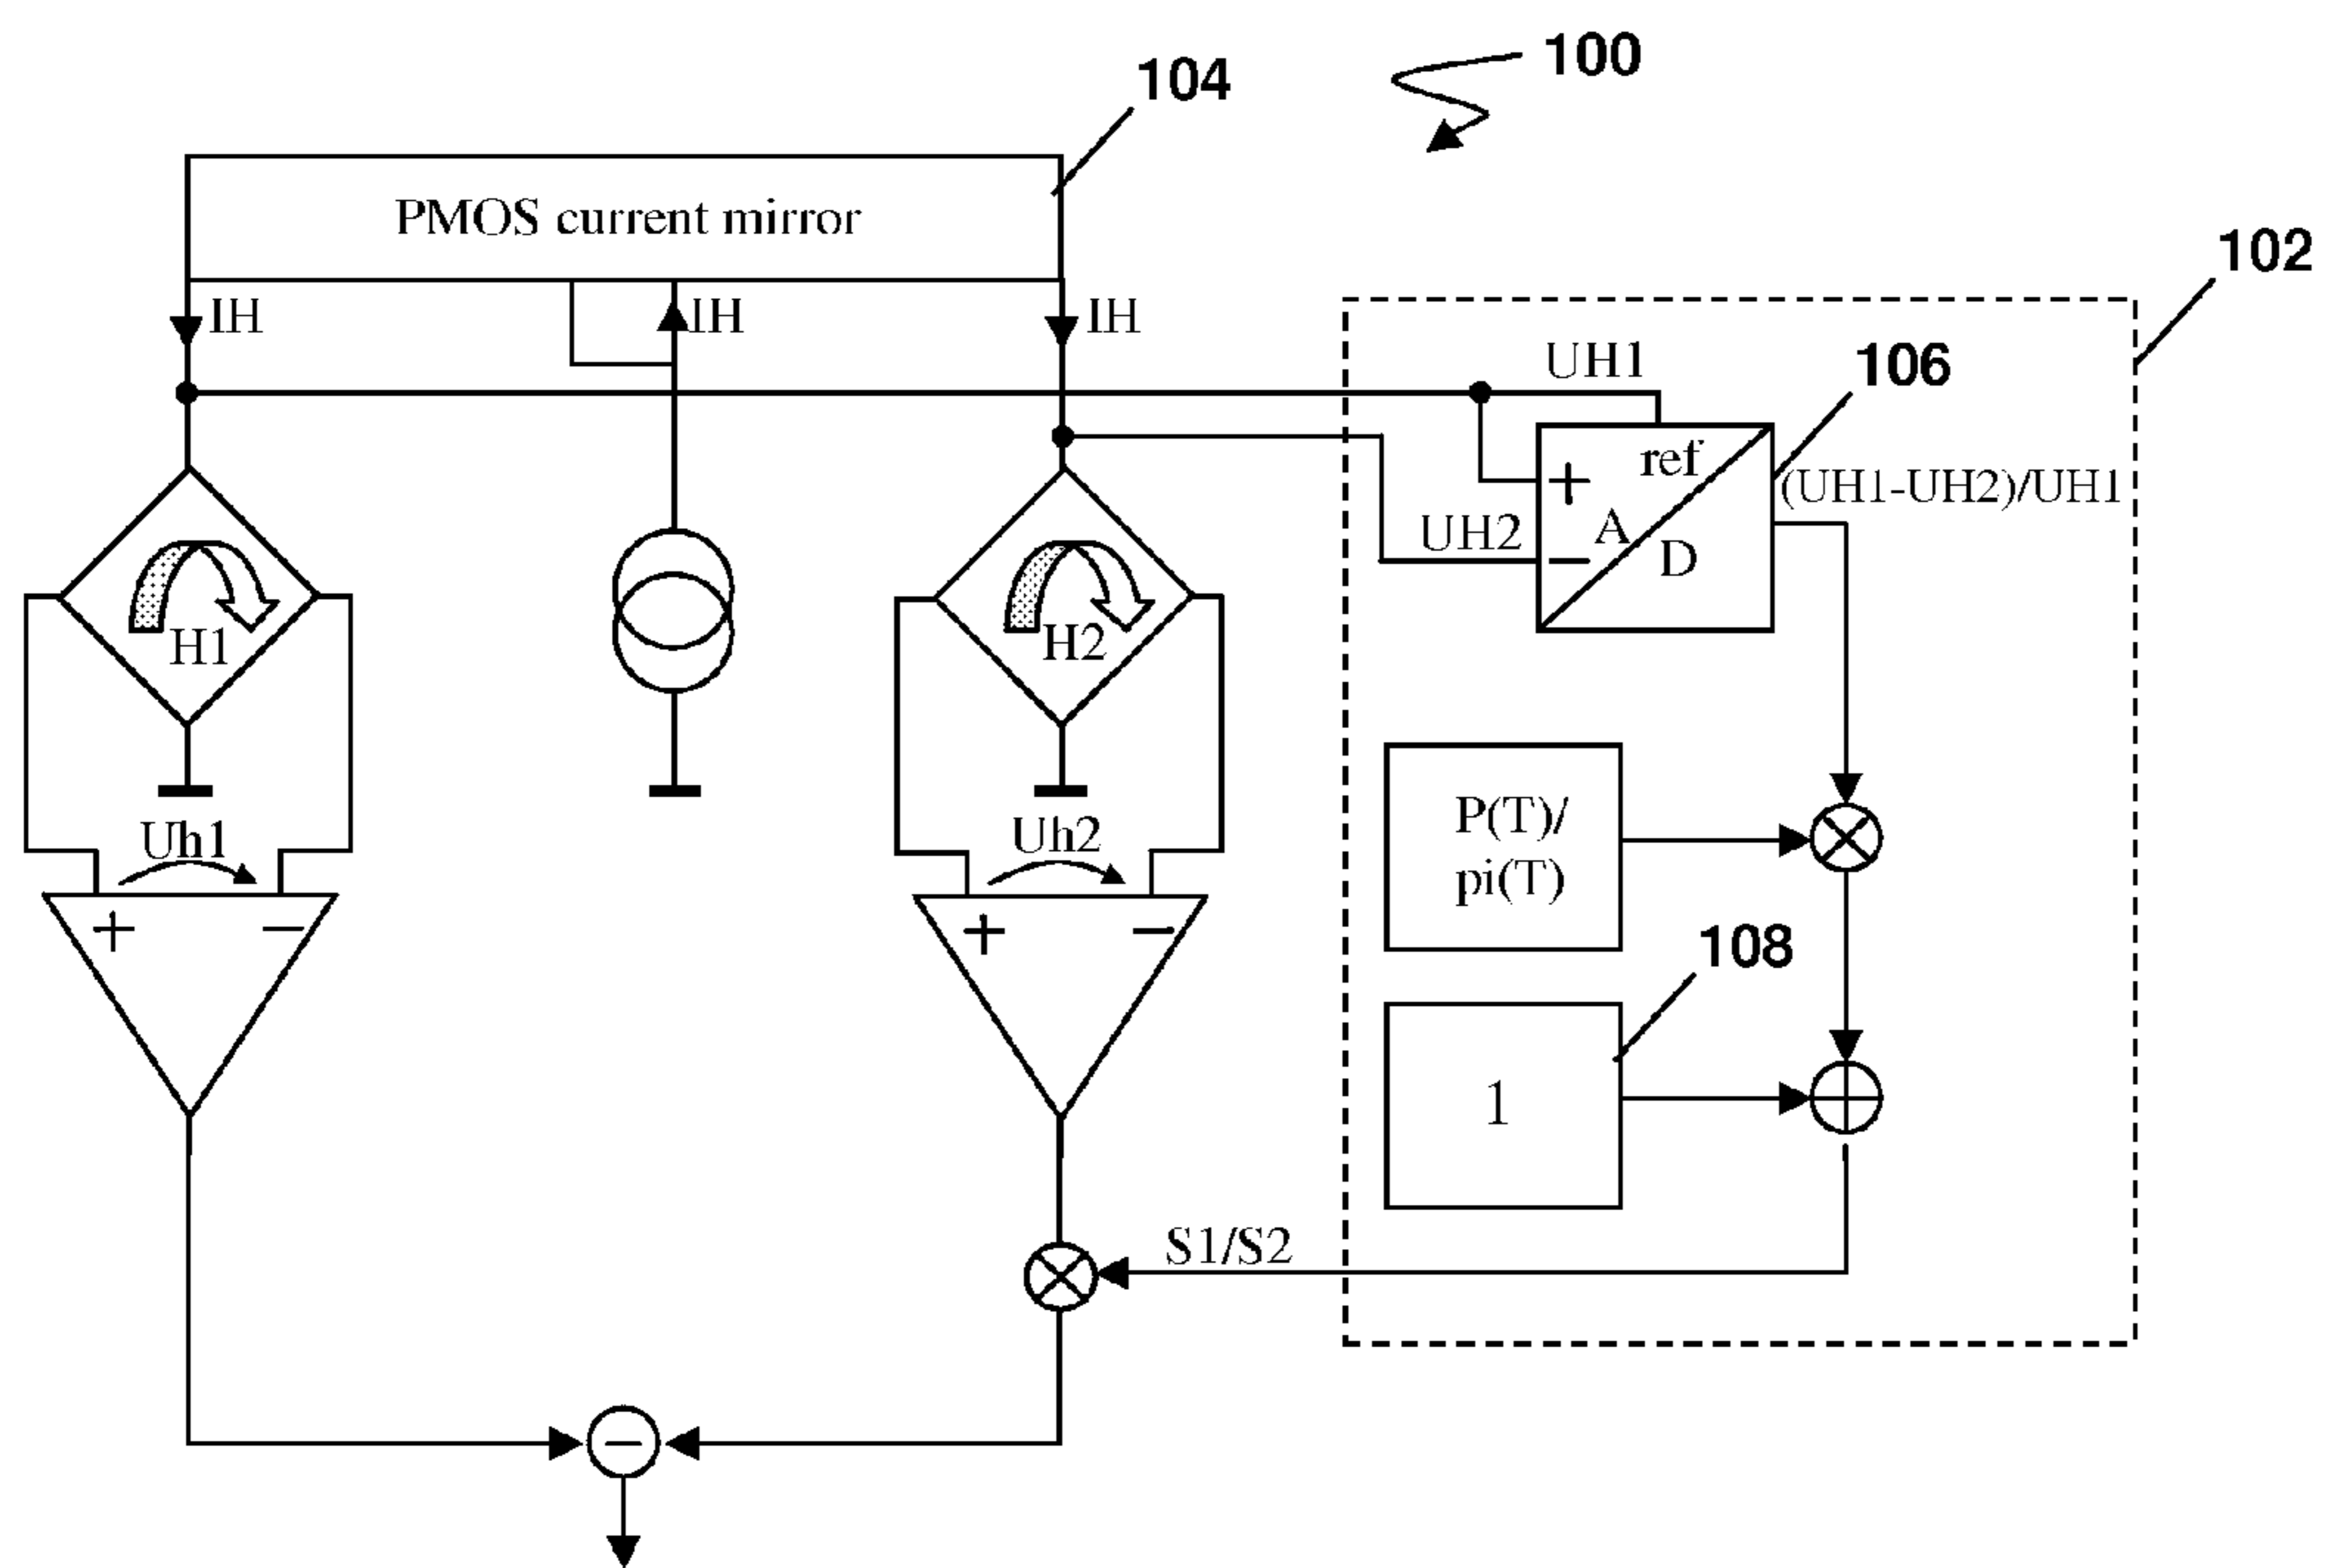 100
104
PMOS current mirror
102
IH
IH
IH
UH1
106
ref
(UH1-UH2)/UH1
+
A
UH2
−
D
H1
H2
P(T)/
pi(T)
Uh1
Uh2
+ −
+ −
108
1
S1/S2
−